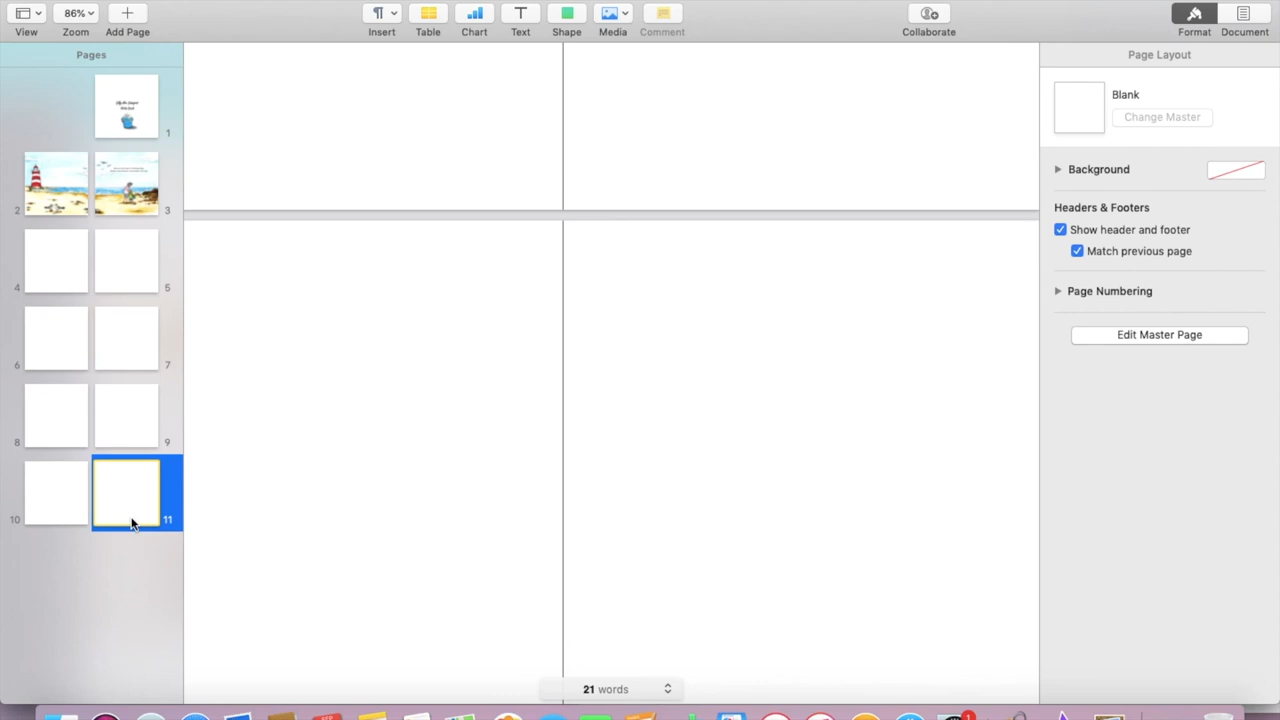 View
86%
Zoom
Add Page
Insert
Table
Chart
Text
Shape
Media
Comment
Collaborate
Format
Document
Pages
1
2
3
4
5
6
7
8
9
10
11
21 words
Page Layout
Blank
Change Master
Background
Headers & Footers
Show header and footer
Match previous page
Page Numbering
Edit Master Page